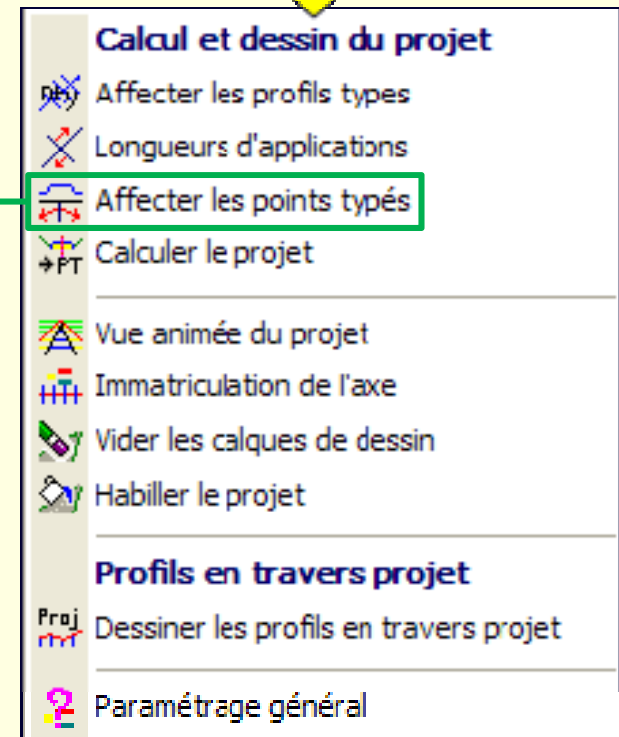 Calcul et dessin du projet
Affecter les profils types
Longueurs d'applications
Affecter les points typés
→PT Calculer le projet
Vue animée du projet
Immatriculation de l'axe
Vider les calques de dessin
Habiller le projet
Profils en travers projet
Proj Dessiner les profils en travers projet
Paramétrage général